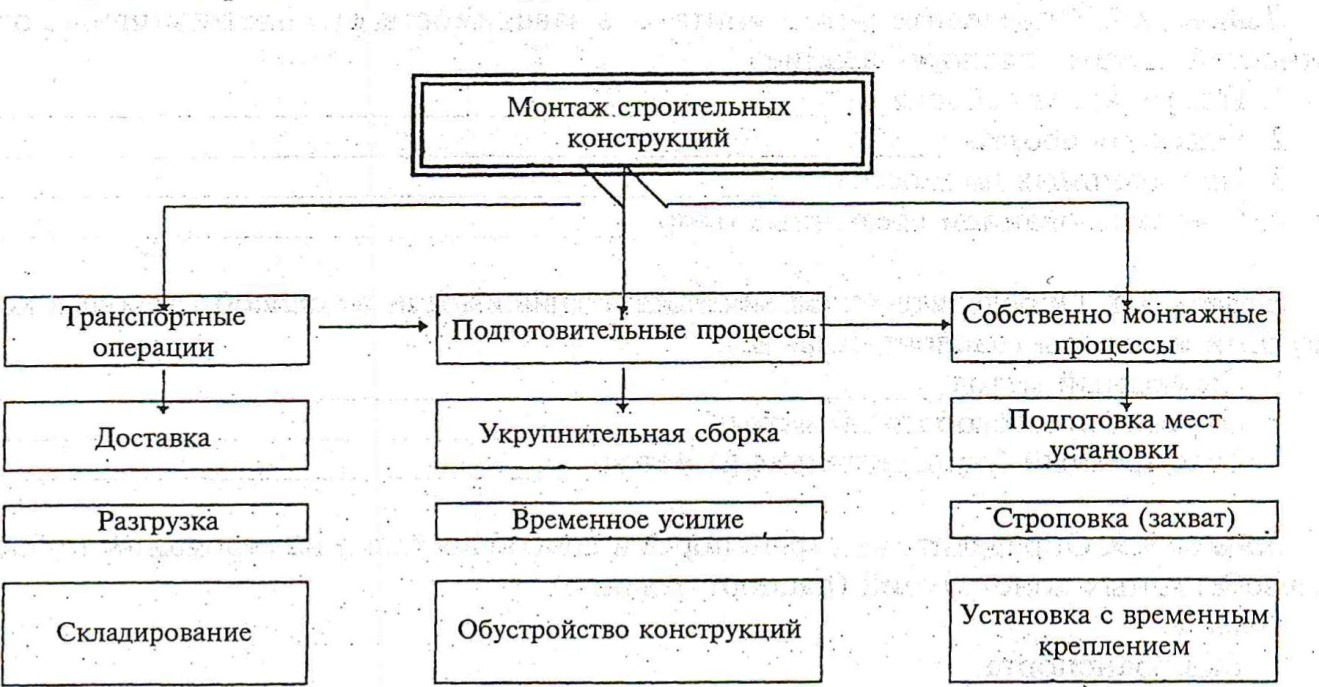 Монтаж строительных
конструкций
Транспортные
операции
Подготовительные процессы
Собственно монтажные
процессы
Доставка
Укрупнительная сборка
Подготовка мест
установки
Разгрузка
Временное усилие
Строповка (захват)
Складирование
Обустройство конструкций
Установка с временным
креплением